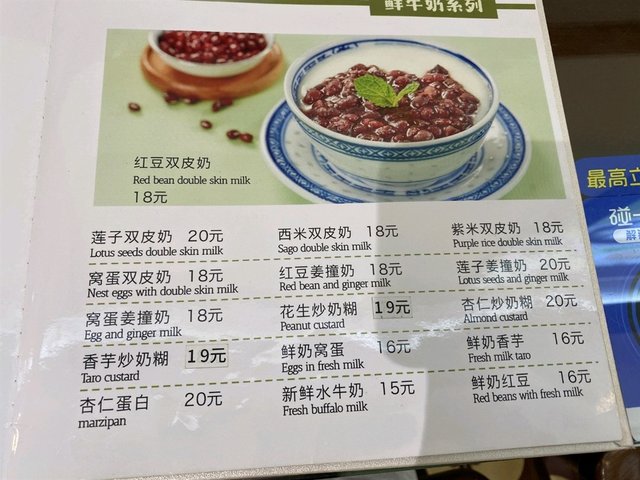 鲜牛奶系列
红豆双皮奶
Red bean double skin milk
18元
莲子双皮奶 20元
Lotus seeds double skin milk
西米双皮奶 18元
Sago double skin milk
紫米双皮奶 18元
Purple rice double skin milk
窝蛋双皮奶 18元
Nest eggs with double skin milk
红豆姜撞奶 18元
Red bean and ginger milk
莲子姜撞奶 20元
Lotus seeds and ginger milk
窝蛋姜撞奶 18元
Egg and ginger milk
花生炒奶糊 19元
Peanut custard
杏仁炒奶糊 20元
Almond custard
香芋炒奶糊 19元
Taro custard
鲜奶窝蛋 16元
Eggs in fresh milk
鲜奶香芋 16元
Fresh milk taro
杏仁蛋白 20元
marzipan
新鲜水牛奶 15元
Fresh buffalo milk
鲜奶红豆 16元
Red beans with fresh milk
最高立
碰一